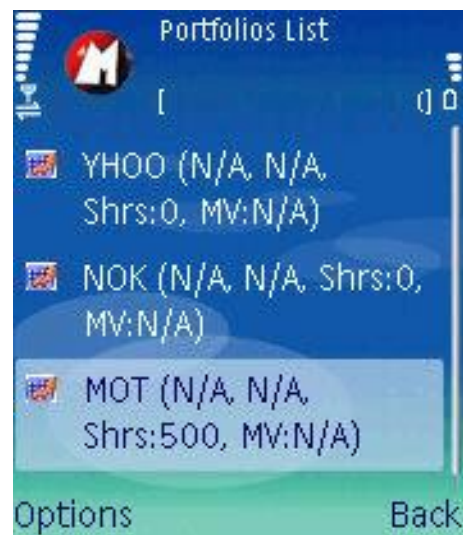 Portfolios List
[
YHOO (N/A, N/A,
Shrs:0, MV:N/A)
NOK (N/A, N/A, Shrs:0,
MV:N/A)
MOT (N/A, N/A,
Shrs:500, MV:N/A)
Options Back